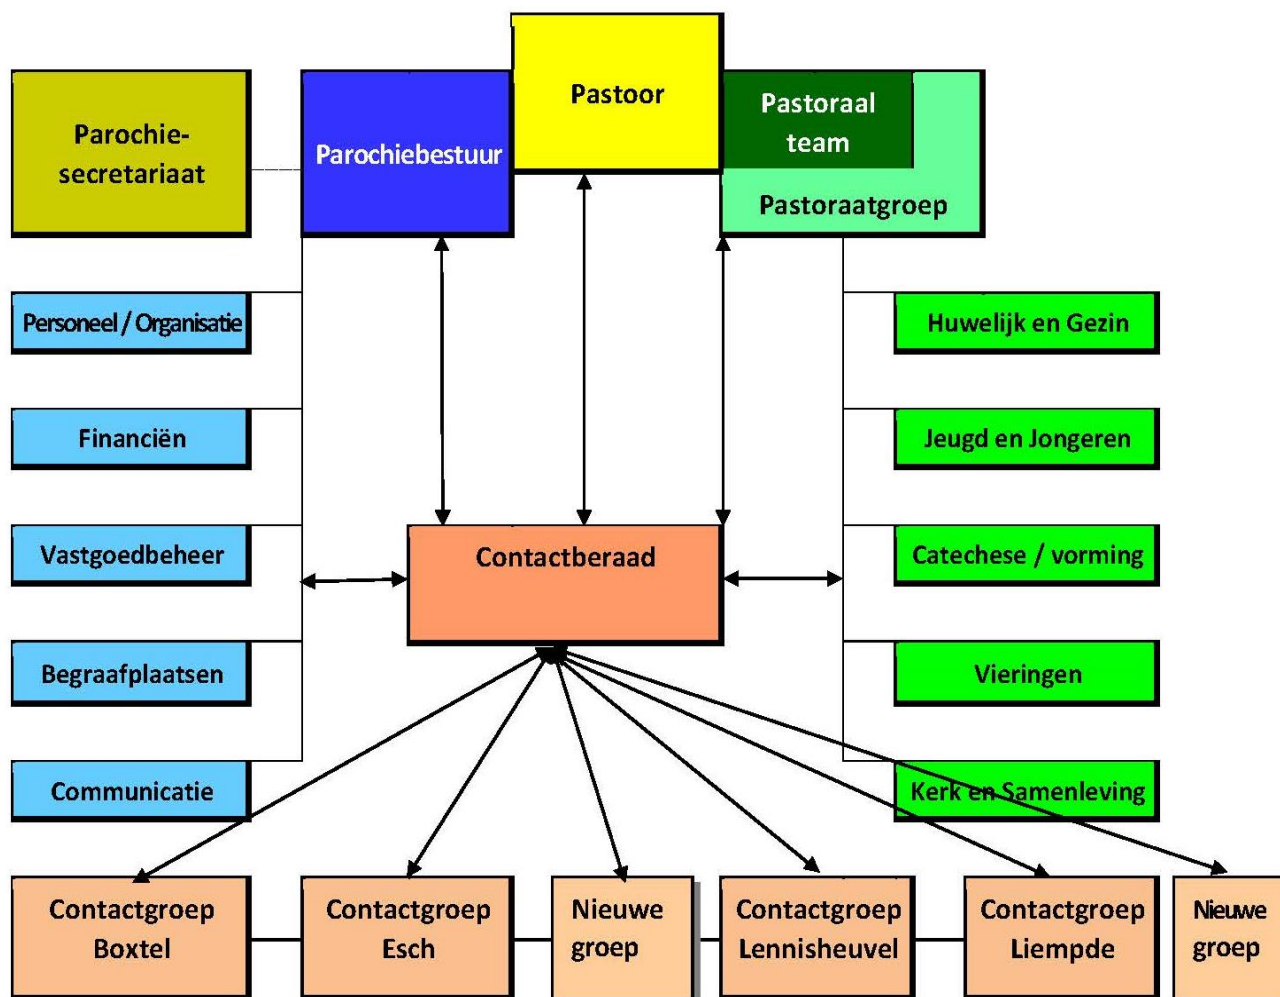 Pastoor
Parochie-
secretariaat
Parochiebestuur
Pastoraal
team
Pastoraatgroep
Personeel / Organisatie
Huwelijk en Gezin
Financiën
Jeugd en Jongeren
Vastgoedbeheer
Contactberaad
Catechese / vorming
Begraafplaatsen
Vieringen
Communicatie
Kerk en Samenleving
Contactgroep
Boxtel
Contactgroep
Esch
Nieuwe
groep
Contactgroep
Lennisheuvel
Contactgroep
Liempde
Nieuwe
groep